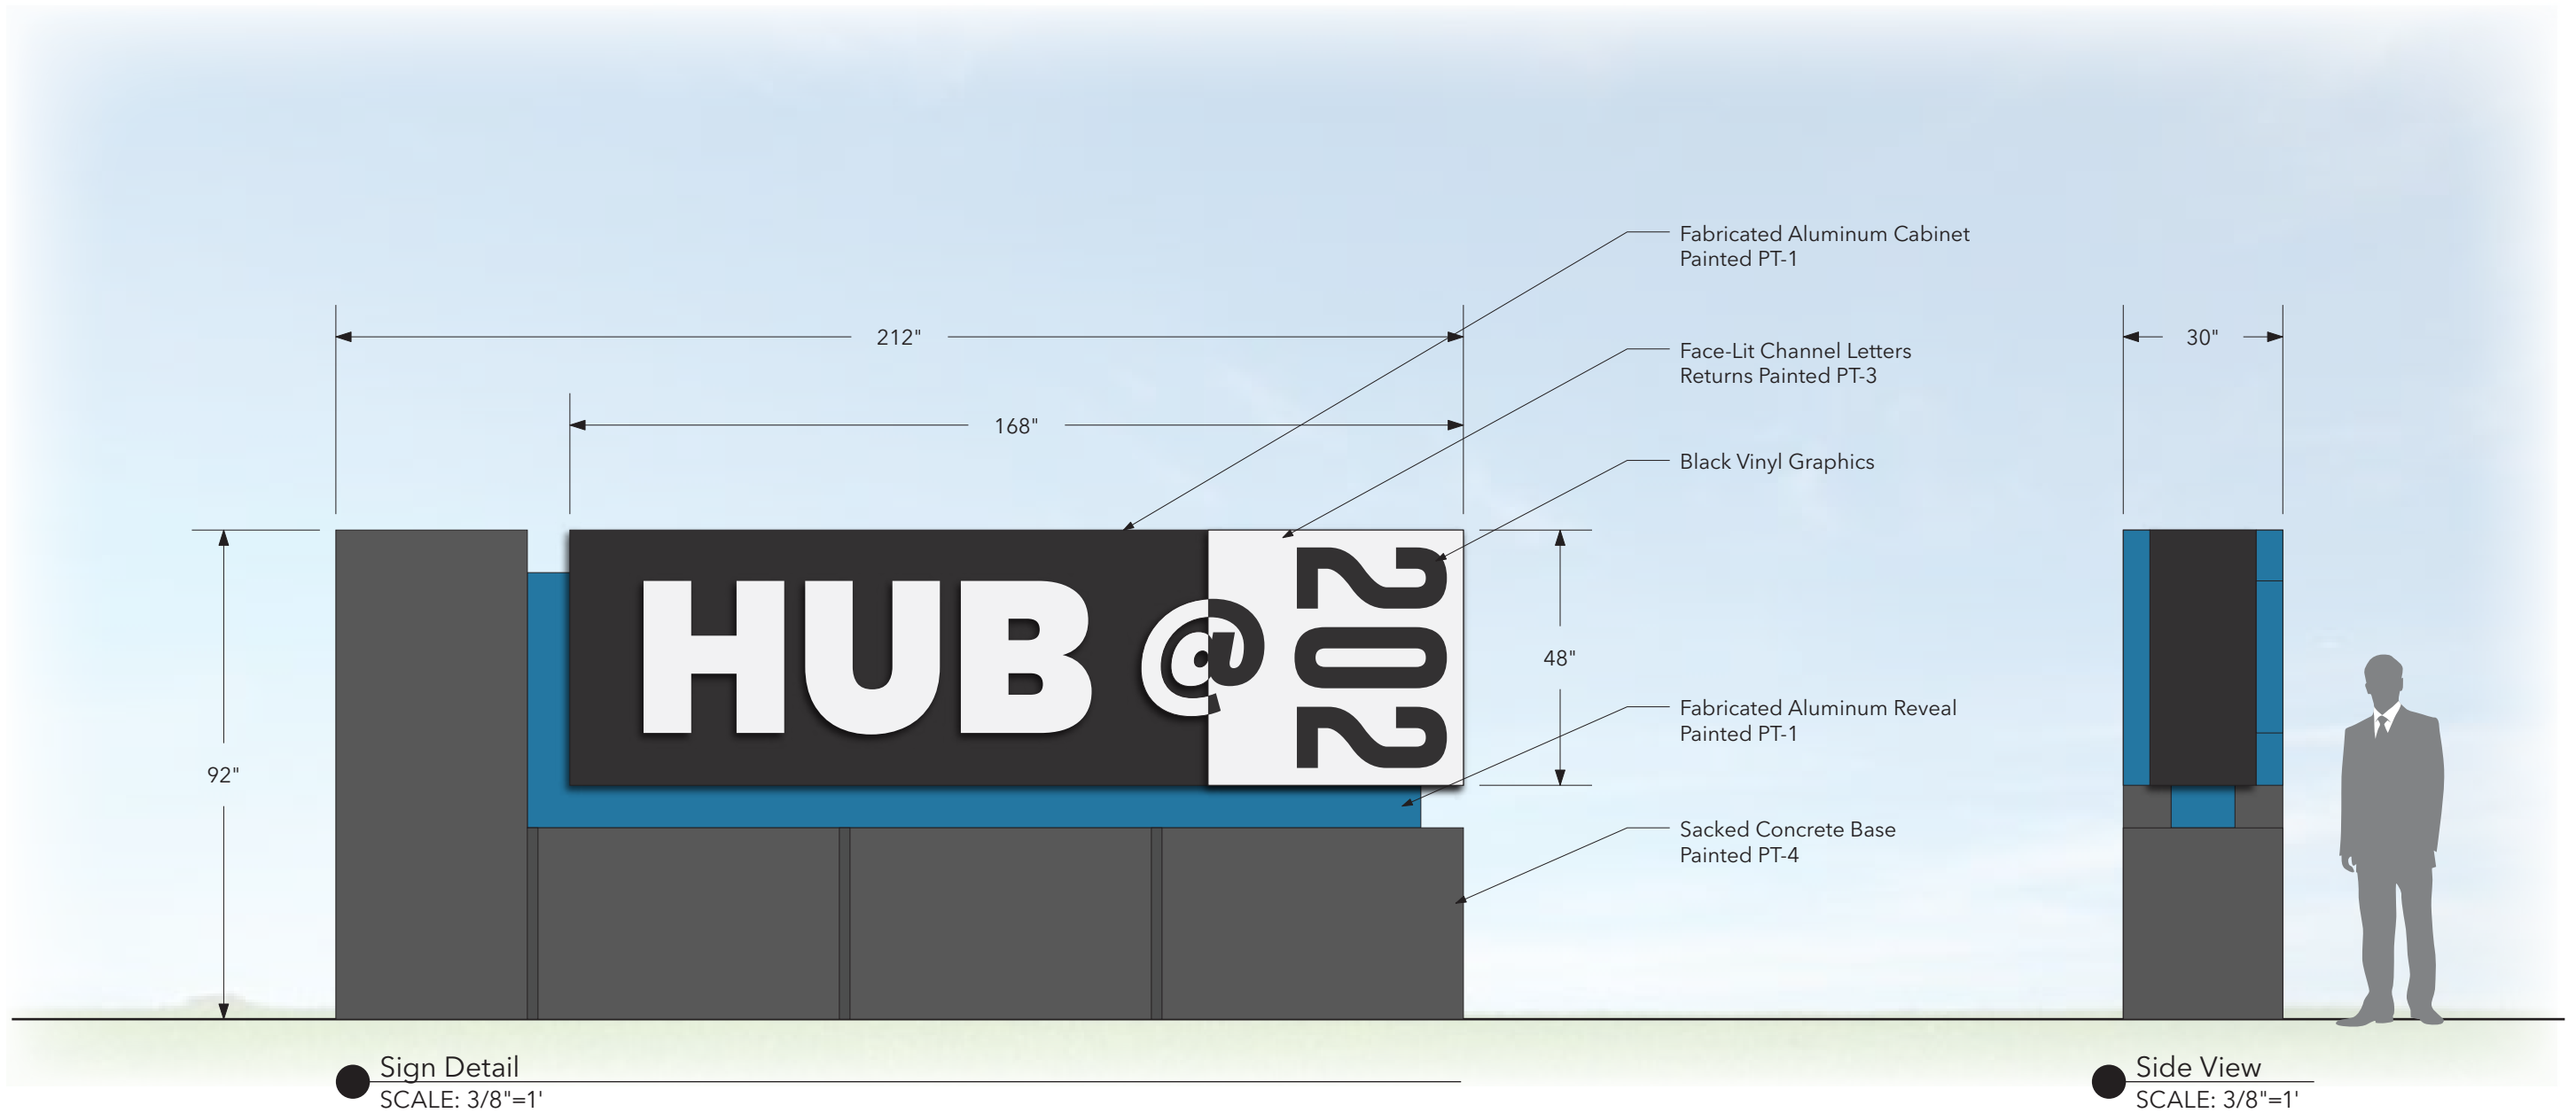 Fabricated Aluminum Cabinet
Painted PT-1
212"
30"
Face-Lit Channel Letters
Returns Painted PT-3
168"
Black Vinyl Graphics
HUB @ 202
48"
92"
Fabricated Aluminum Reveal
Painted PT-1
Sacked Concrete Base
Painted PT-4
Sign Detail
SCALE: 3/8"=1'
Side View
SCALE: 3/8"=1'